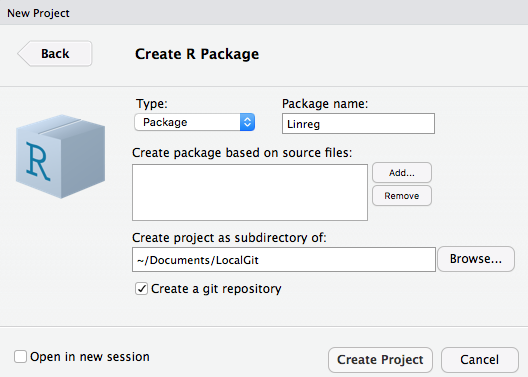 New Project
Back
Create R Package
Type:
Package name:
Package
Linreg
R
Create package based on source files:
Add...
Remove
Create project as subdirectory of:
~/Documents/LocalGit
Browse...
Create a git repository
Open in new session
Create Project
Cancel